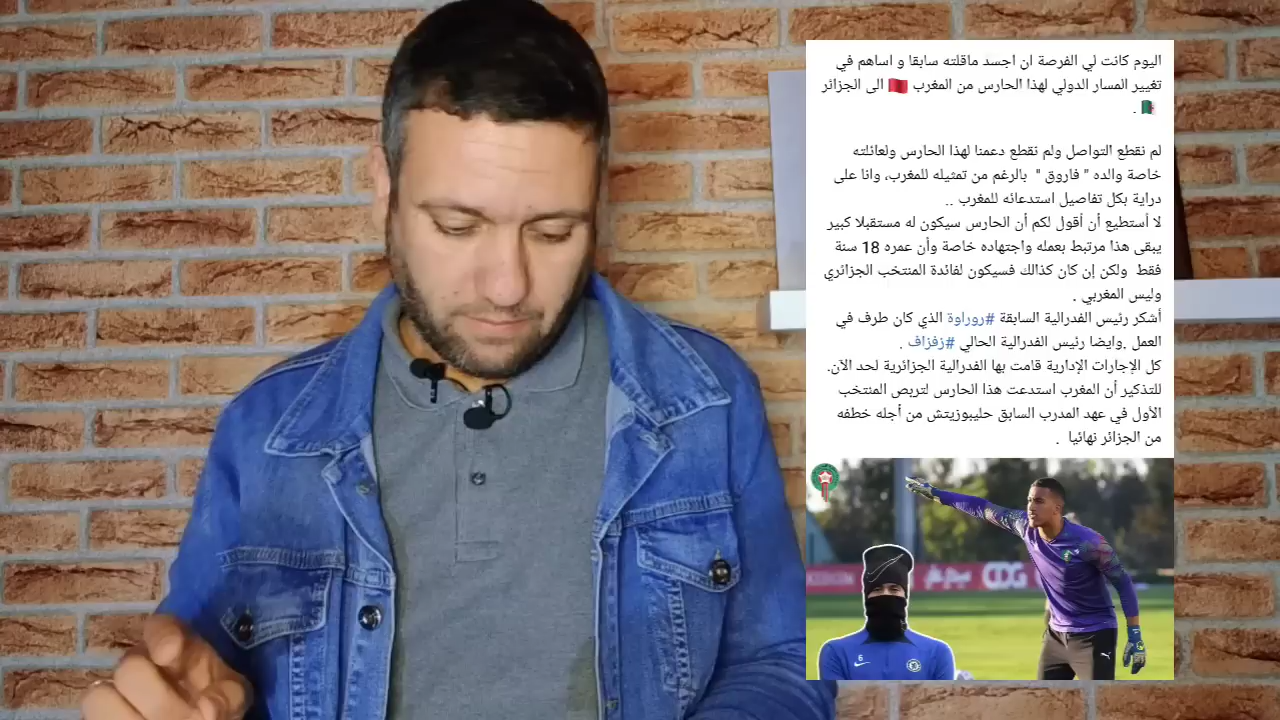 اليوم كانت لي الفرصة ان اجسد ماقلته سابقا و اساهم في
تغيير المسار الدولي لهذا الحارس من المغرب 🇲🇦 الى الجزائر
🇩🇿 .
لم نقطع التواصل ولم نقطع دعمنا لهذا الحارس ولعائلته
خاصة والده " فاروق " بالرغم من تمثيله للمغرب، وانا على
دراية بكل تفاصيل استدعائه للمغرب ..
لا أستطيع أن أقول لكم أن الحارس سيكون له مستقبلا كبير
يبقى هذا مرتبط بعمله واجتهاده خاصة وأن عمره 18 سنة
فقط ولكن إن كان كذالك فسيكون لفائدة المنتخب الجزائري
وليس المغربي .
أشكر رئيس الفدرالية السابقة #روراوة الذي كان طرف في
العمل .وايضا رئيس الفدرالية الحالي #زفزاف .
كل الإجارات الإدارية قامت بها الفدرالية الجزائرية لحد الآن.
للتذكير أن المغرب استدعت هذا الحارس لتربص المنتخب
الأول في عهد المدرب السابق حليبوزيتش من أجله خطفه
من الجزائر نهائيا .
CDG
6